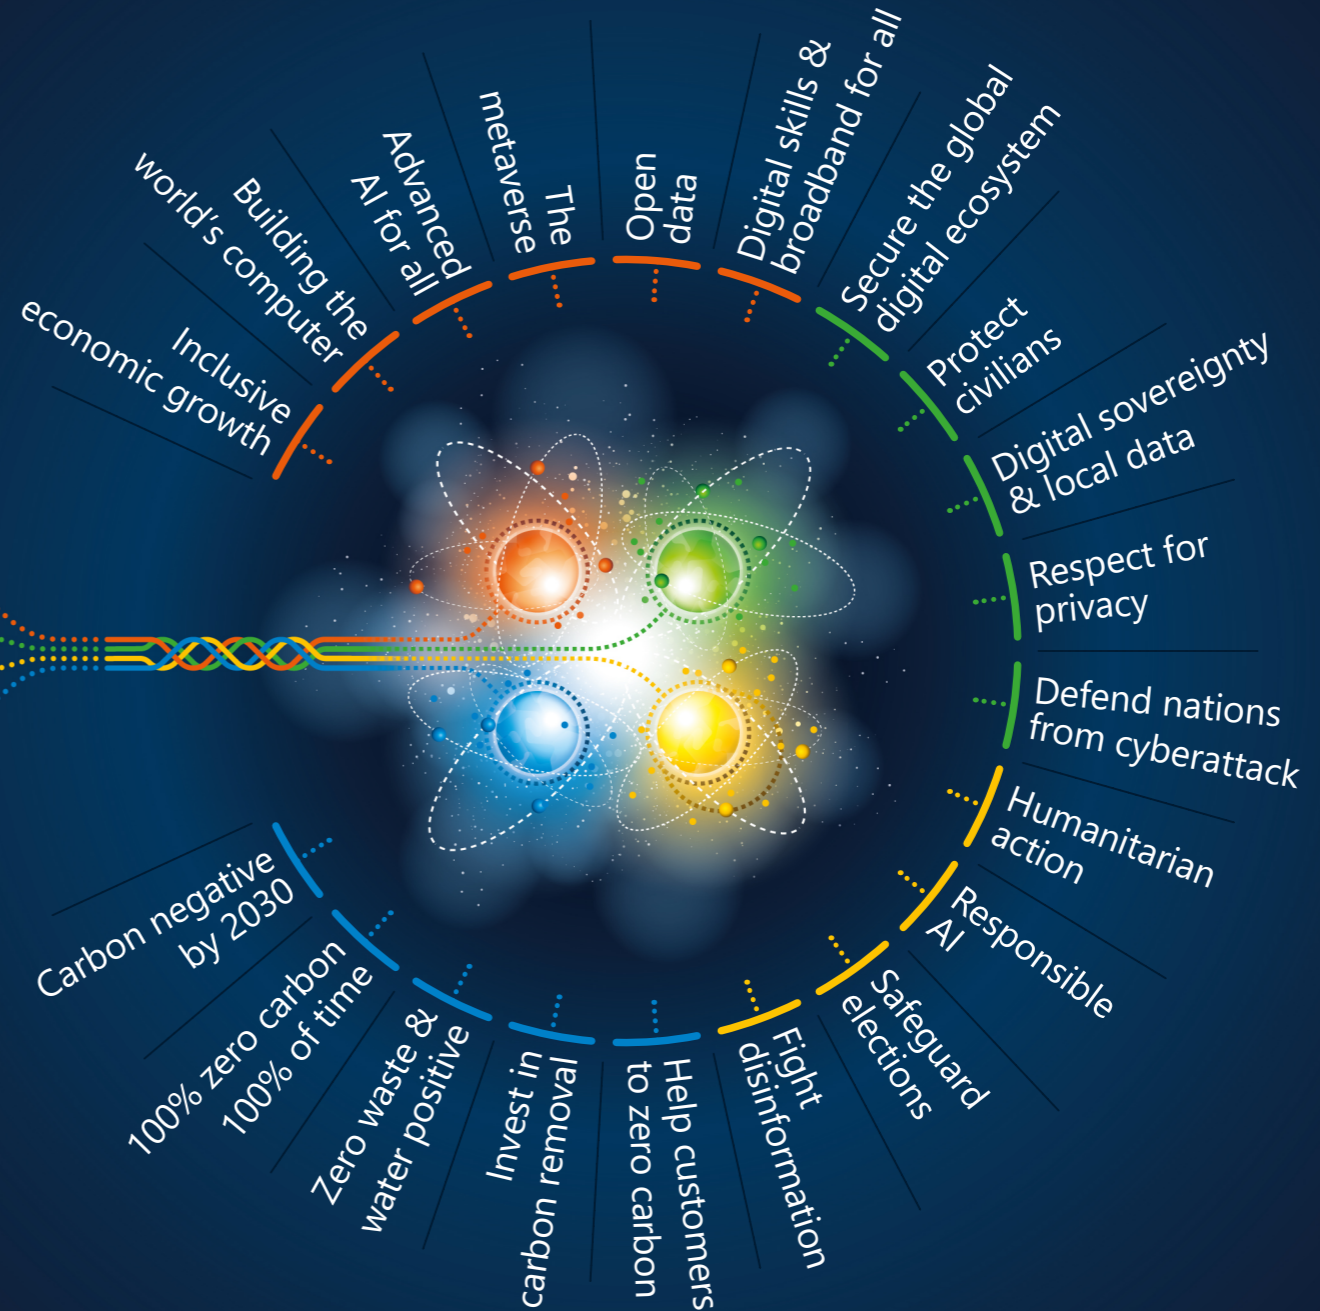 Inclusive
economic growth
Building the
world's computer
Advanced
AI for all
The
metaverse
Open
data
Digital skills &
broadband for all
Secure the global
digital ecosystem
Protect
civilians
Digital sovereignty
& local data
Respect for
privacy
Defend nations
from cyberattack
Humanitarian
action
Responsible
AI
Safeguard
elections
Fight
disinformation
Help customers
to zero carbon
Invest in
carbon removal
Zero waste &
water positive
100% zero carbon
100% of time
Carbon negative
by 2030